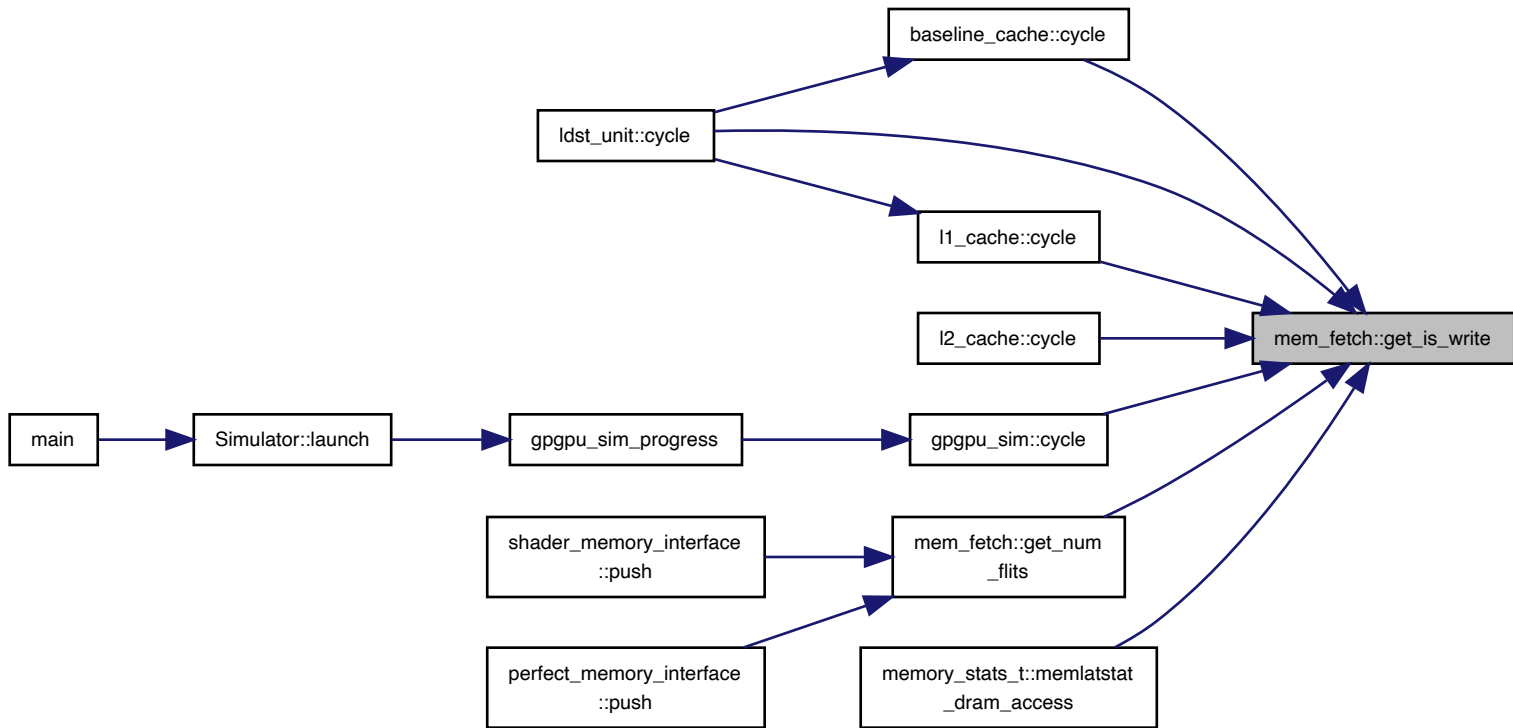 baseline_cache::cycle
ldst_unit::cycle
l1_cache::cycle
l2_cache::cycle
mem_fetch::get_is_write
main
Simulator::launch
gpgpu_sim_progress
gpgpu_sim::cycle
shader_memory_interface
::push
mem_fetch::get_num
_flits
perfect_memory_interface
::push
memory_stats_t::memlatstat
_dram_access